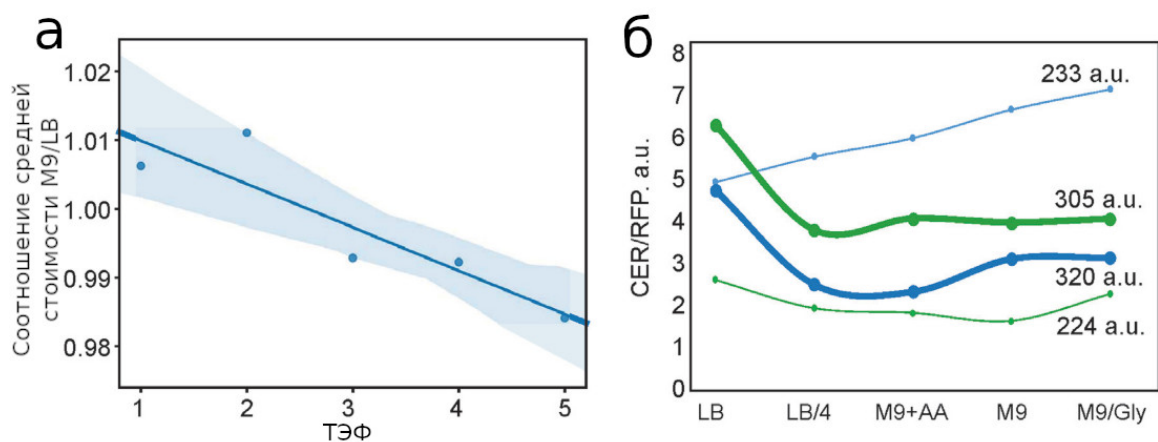 а
Соотношение средней
стоимости M9/LB
1.02
1.01
1.00
0.99
0.98
1 2 3 4 5
ТЭФ
б
CER/RFP. a.u.
8
7
6
5
4
3
2
1
0
233 a.u.
305 a.u.
320 a.u.
224 a.u.
LB LB/4 M9+AA M9 M9/Gly